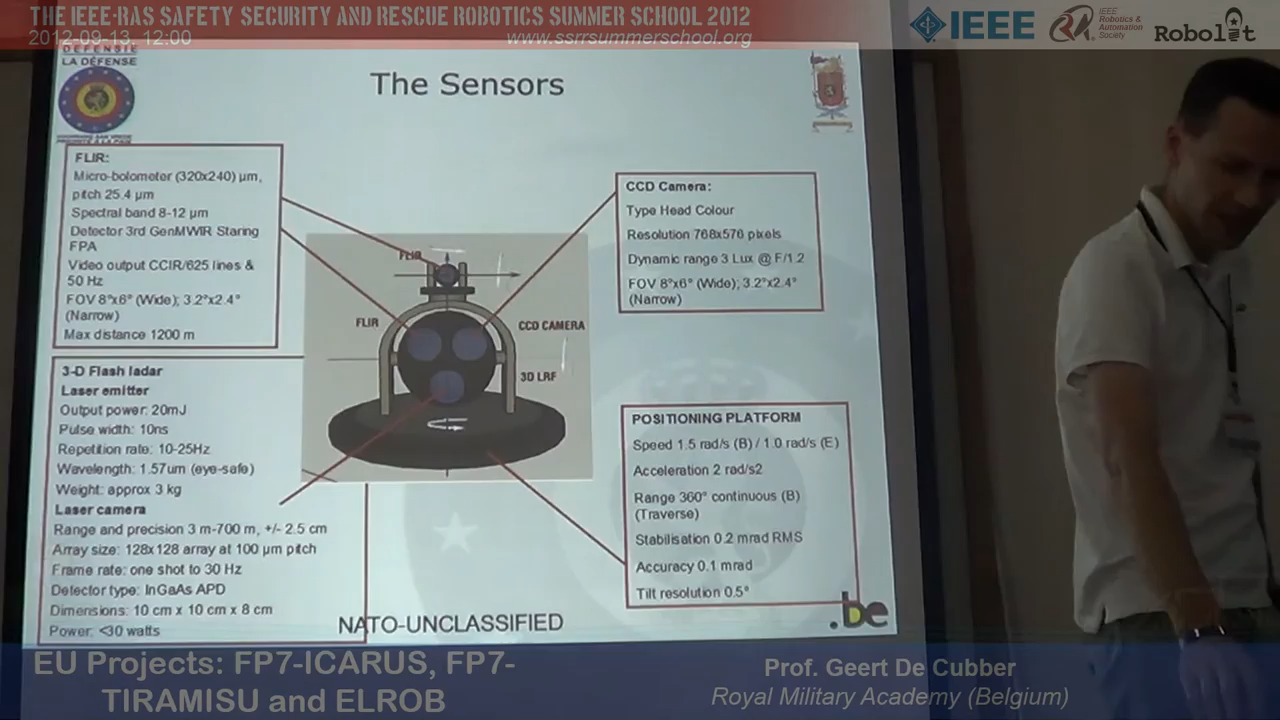 THE IEEE-RAS SAFETY SECURITY AND RESCUE ROBOTICS SUMMER SCHOOL 2012
2012-09-13, 12:00
www.ssrrsummerschool.org
IEEE
IEEE
Robotics &
Automation
Society
Robolit
DEFENSIE
LA DÉFENSE
The Sensors
FLIR:
Micro-bolometer (320x240) µm,
pitch 25.4 µm
Spectral band 8-12 µm
Detector 3rd GenMWIR Staring
FPA
Video output CCIR/625 lines &
50 Hz
FOV 8°x6° (Wide); 3.2°x2.4°
(Narrow)
Max distance 1200 m
3-D Flash ladar
Laser emitter
Output power: 20mJ
Pulse width: 10ns
Repetition rate: 10-25Hz
Wavelength: 1.57um (eye-safe)
Weight: approx 3 kg
Laser camera
Range and precision 3 m-700 m, +/- 2.5 cm
Array size: 128x128 array at 100 µm pitch
Frame rate: one shot to 30 Hz
Detector type: InGaAs APD
Dimensions: 10 cm x 10 cm x 8 cm
Power: <30 watts
FLIR
FLIR
CCD CAMERA
3D LRF
CCD Camera:
Type Head Colour
Resolution 768x576 pixels
Dynamic range 3 Lux @ F/1.2
FOV 8°x6° (Wide); 3.2°x2.4°
(Narrow)
POSITIONING PLATFORM
Speed 1.5 rad/s (B) / 1.0 rad/s (E)
Acceleration 2 rad/s2
Range 360° continuous (B)
(Traverse)
Stabilisation 0.2 mrad RMS
Accuracy 0.1 mrad
Tilt resolution 0.5°
NATO-UNCLASSIFIED
.be
EU Projects: FP7-ICARUS, FP7-
TIRAMISU and ELROB
Prof. Geert De Cubber
Royal Military Academy (Belgium)